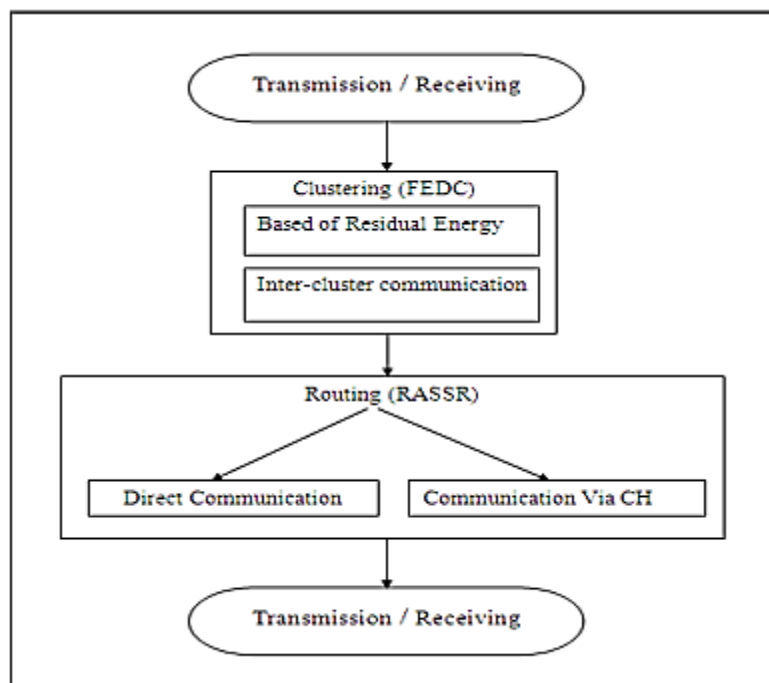 Transmission / Receiving
Clustering (FEDC)
Based of Residual Energy
Inter-cluster communication
Routing (RASSR)
Direct Communication
Communication Via CH
Transmission / Receiving